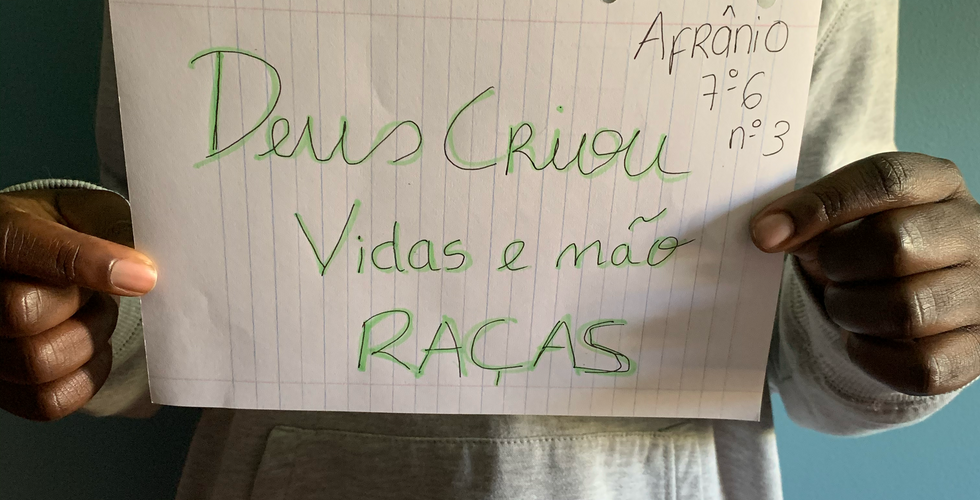 AFRânio
7º6
nº3
Deus Criou
Vidas e não
RAÇAS